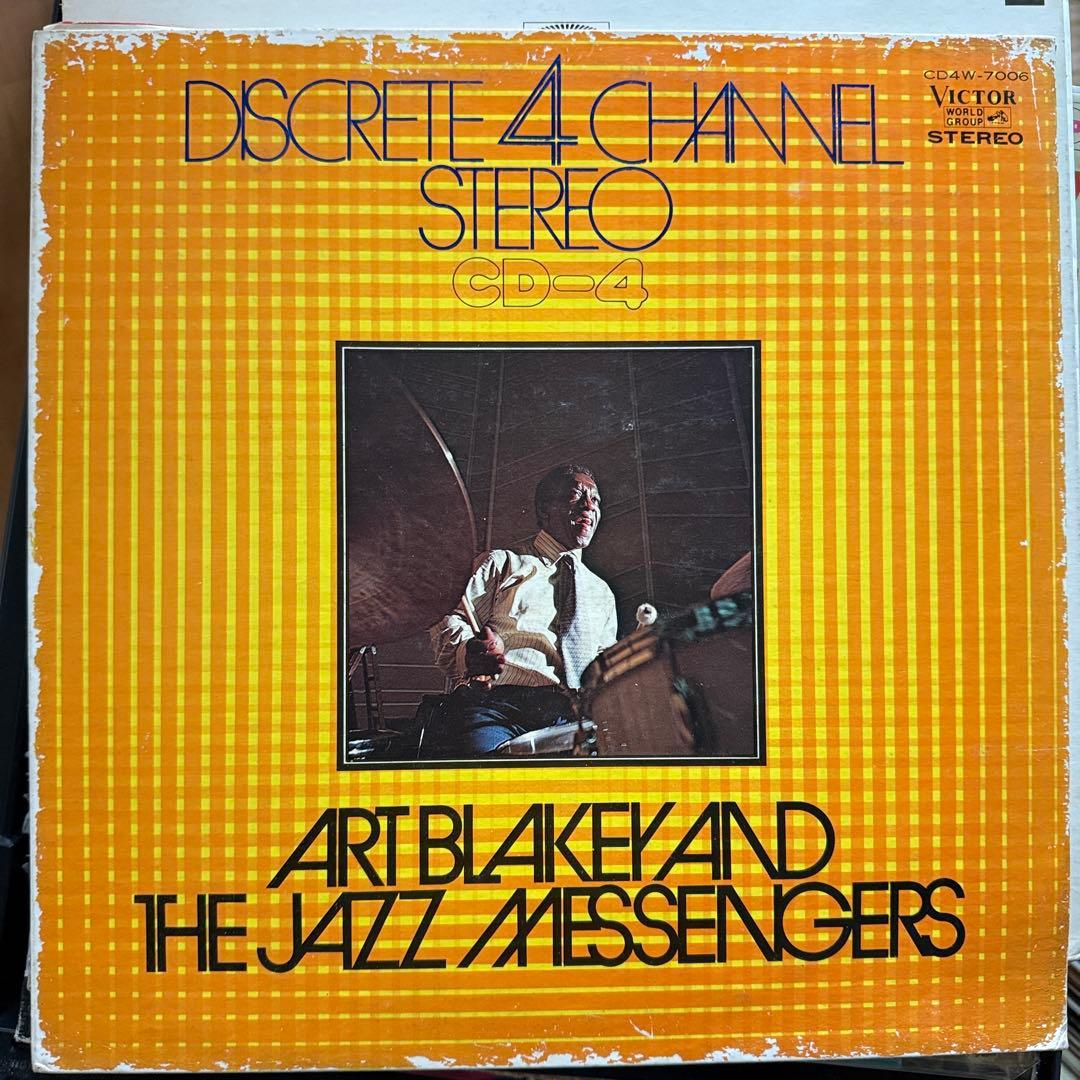 DISCRETE 4 CHANNEL
STEREO
CD-4
CD4W-7006
VICTOR
WORLD
GROUP
STEREO
ART BLAKEY AND
THE JAZZ MESSENGERS